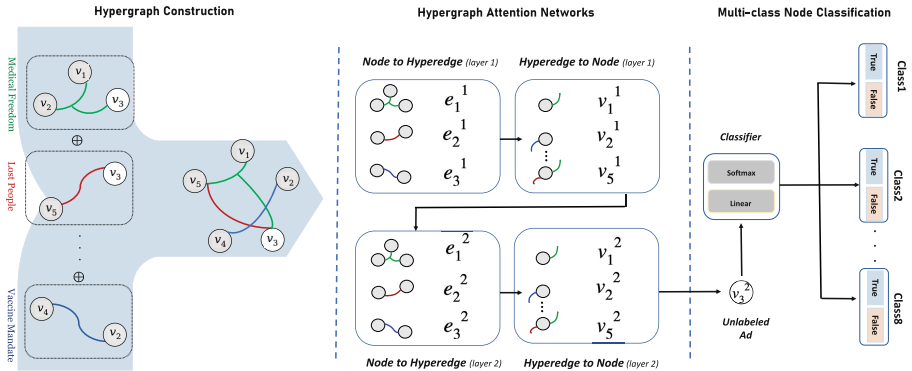 Hypergraph Construction
Medical Freedom
v1
v2
v3
⊕
Lost People
v3
v5
. . .
⊕
Vaccine Mandate
v4
v2
v1
v2
v5
v4
v3
Hypergraph Attention Networks
Node to Hyperedge (layer 1)
Hyperedge to Node (layer 1)
e₁¹
e₂¹
e₃¹
v₁¹
v₂¹
v₅¹
e₁²
e₂²
e₃²
v₁²
v₂²
v₅²
Node to Hyperedge (layer 2)
Hyperedge to Node (layer 2)
Multi-class Node Classification
Classifier
Softmax
Linear
v₃²
Unlabeled
Ad
True
False
Class1
True
False
Class2
. . .
True
False
Class8